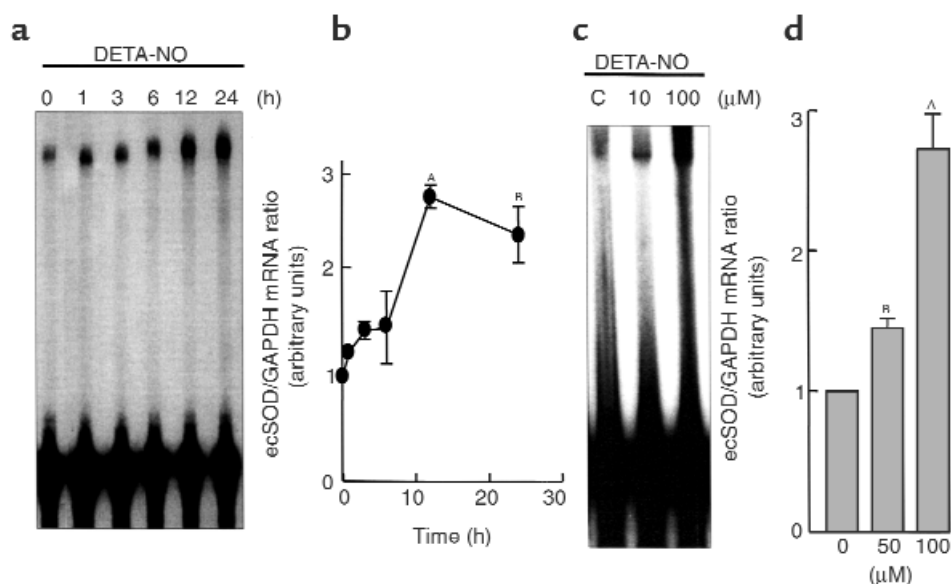 a
DETA-NO
0 1 3 6 12 24 (h)
b
ecSOD/GAPDH mRNA ratio
(arbitrary units)
3
2
1
0
A
B
0 10 20 30
Time (h)
c
DETA-NO
C 10 100 (µM)
d
ecSOD/GAPDH mRNA ratio
(arbitrary units)
3
2
1
0
B
A
0 50 100
(µM)